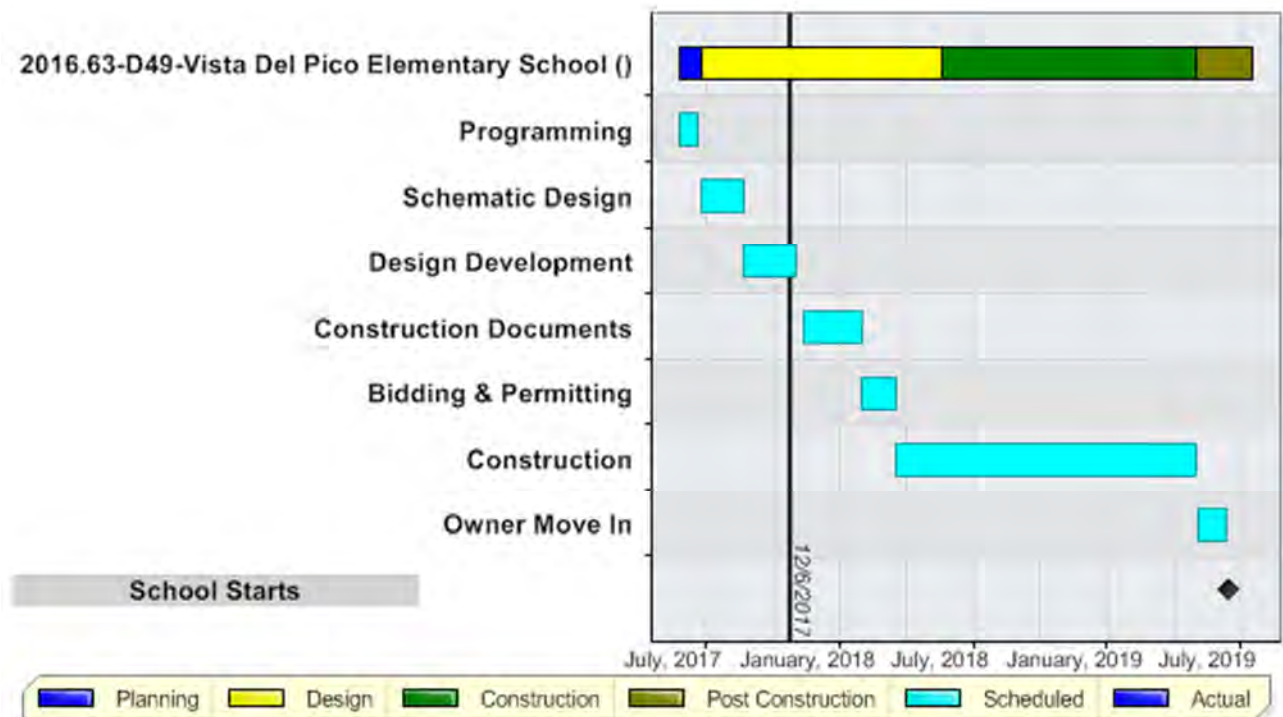 2016.63-D49-Vista Del Pico Elementary School ()
Programming
Schematic Design
Design Development
Construction Documents
Bidding & Permitting
Construction
Owner Move In
School Starts
12/6/2017
July, 2017 January, 2018 July, 2018 January, 2019 July, 2019
Planning Design Construction Post Construction Scheduled Actual